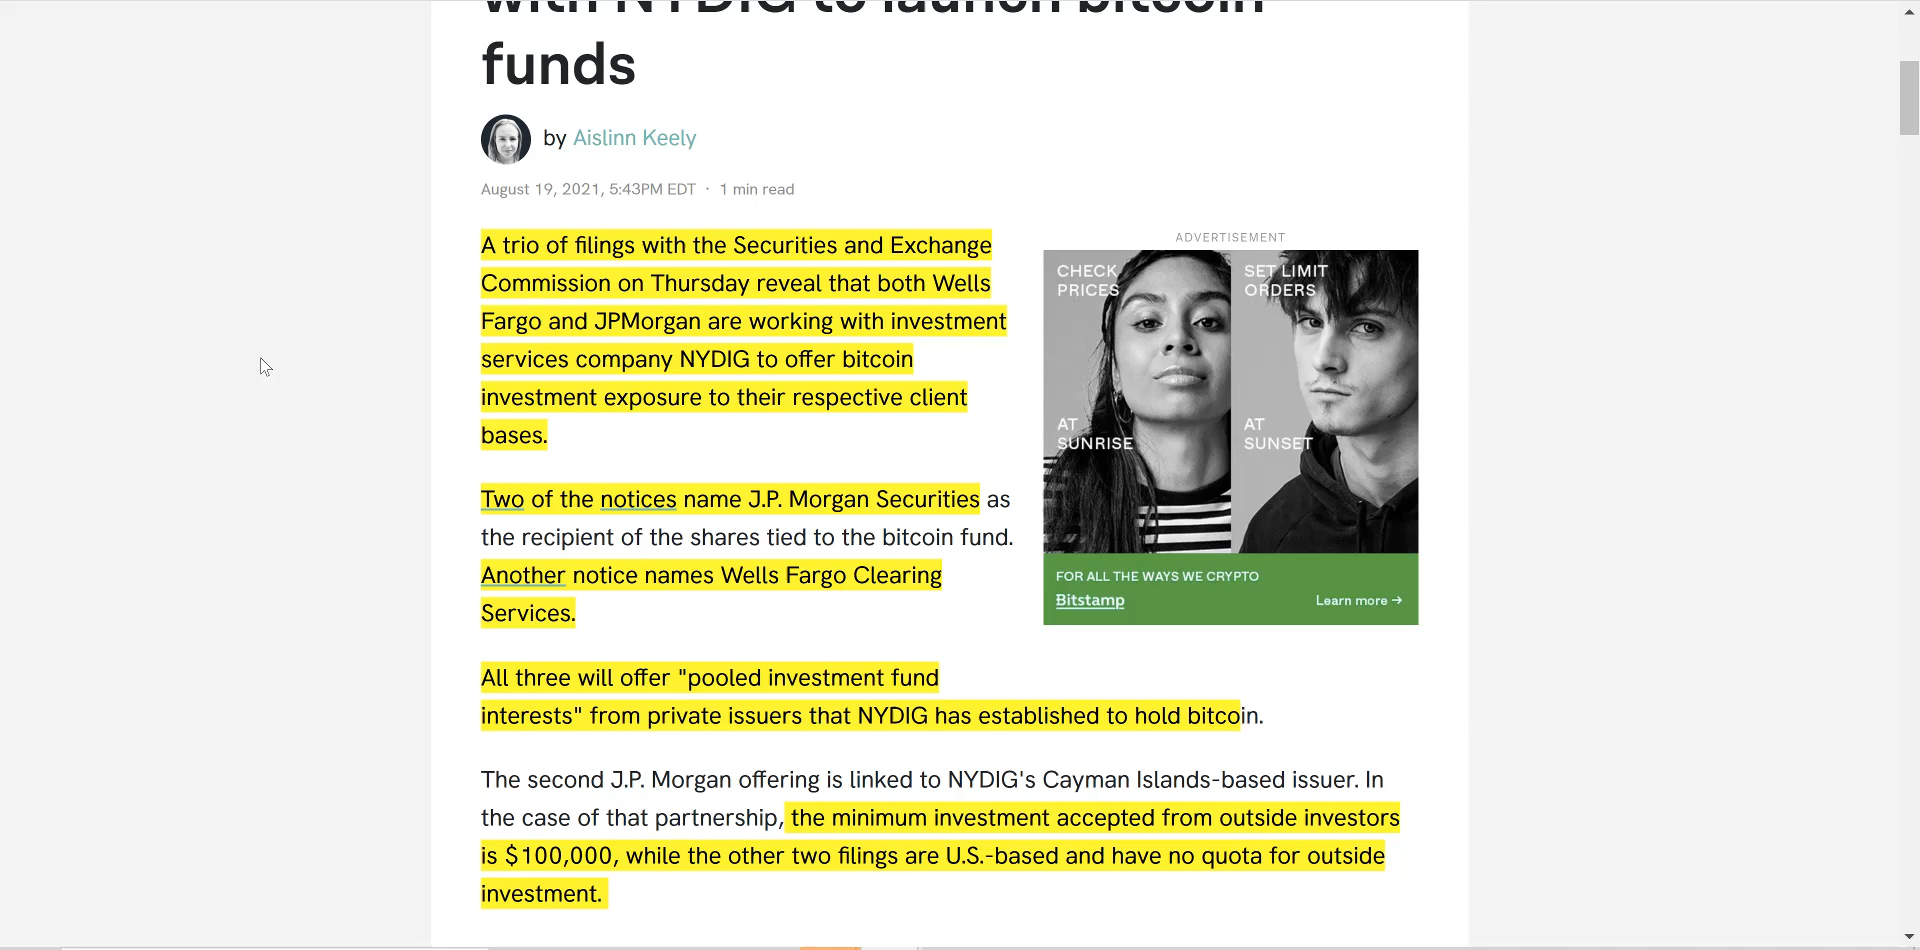 with NYDIG to launch bitcoin
funds
by Aislinn Keely
August 19, 2021, 5:43PM EDT · 1 min read
A trio of filings with the Securities and Exchange
Commission on Thursday reveal that both Wells
Fargo and JPMorgan are working with investment
services company NYDIG to offer bitcoin
investment exposure to their respective client
bases.
Two of the notices name J.P. Morgan Securities as
the recipient of the shares tied to the bitcoin fund.
Another notice names Wells Fargo Clearing
Services.
ADVERTISEMENT
CHECK
PRICES
AT
SUNRISE
SET LIMIT
ORDERS
AT
SUNSET
FOR ALL THE WAYS WE CRYPTO
Bitstamp
Learn more →
All three will offer "pooled investment fund
interests" from private issuers that NYDIG has established to hold bitcoin.
The second J.P. Morgan offering is linked to NYDIG's Cayman Islands-based issuer. In
the case of that partnership, the minimum investment accepted from outside investors
is $100,000, while the other two filings are U.S.-based and have no quota for outside
investment.